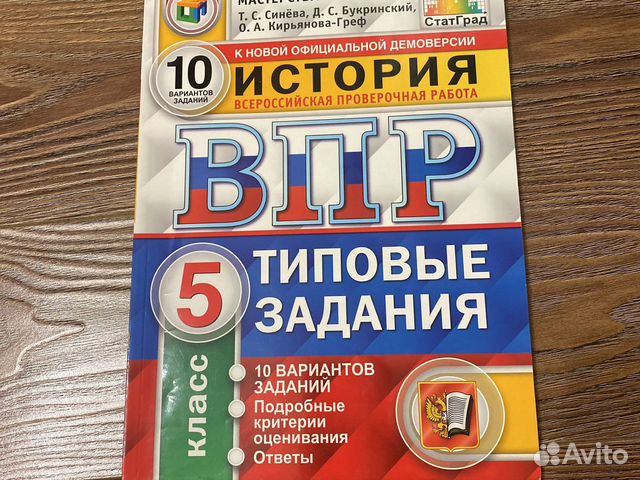 Т. С. Синёва, Д. С. Букринский,
О. А. Кирьянова-Греф
СтатГрад
К НОВОЙ ОФИЦИАЛЬНОЙ ДЕМОВЕРСИИ
10
ВАРИАНТОВ
ЗАДАНИЙ
ИСТОРИЯ
ВСЕРОССИЙСКАЯ ПРОВЕРОЧНАЯ РАБОТА
ВПР
5
класс
ТИПОВЫЕ
ЗАДАНИЯ
10 ВАРИАНТОВ
ЗАДАНИЙ
Подробные
критерии
оценивания
Ответы
Avito